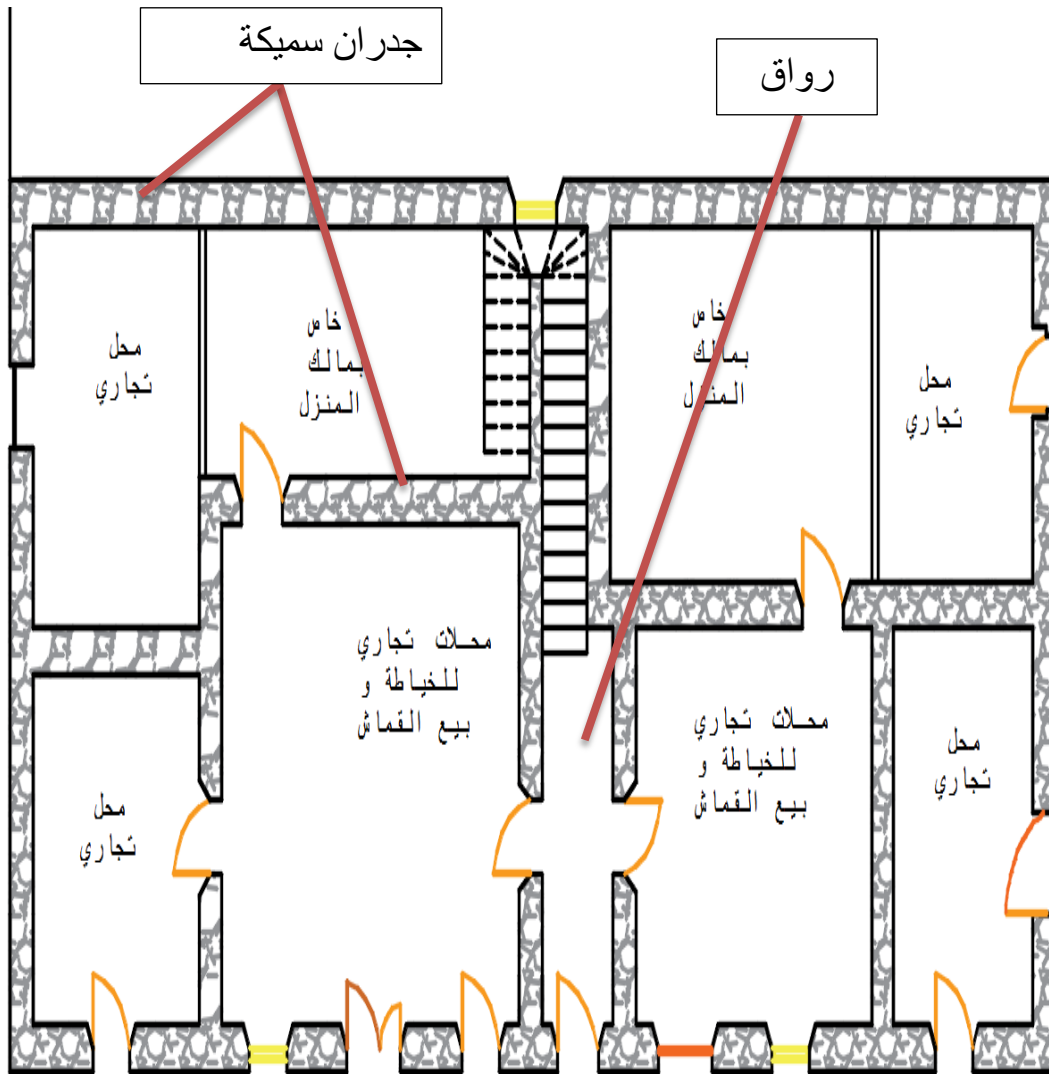 جدران سميكة
رواق
خاص
بمالك
المنزل
محل
تجاري
خاص
بمالك
المنزل
محل
تجاري
محلات تجاري
للخياطة و
بيع القماش
محلات تجاري
للخياطة و
بيع القماش
محل
تجاري
محل
تجاري